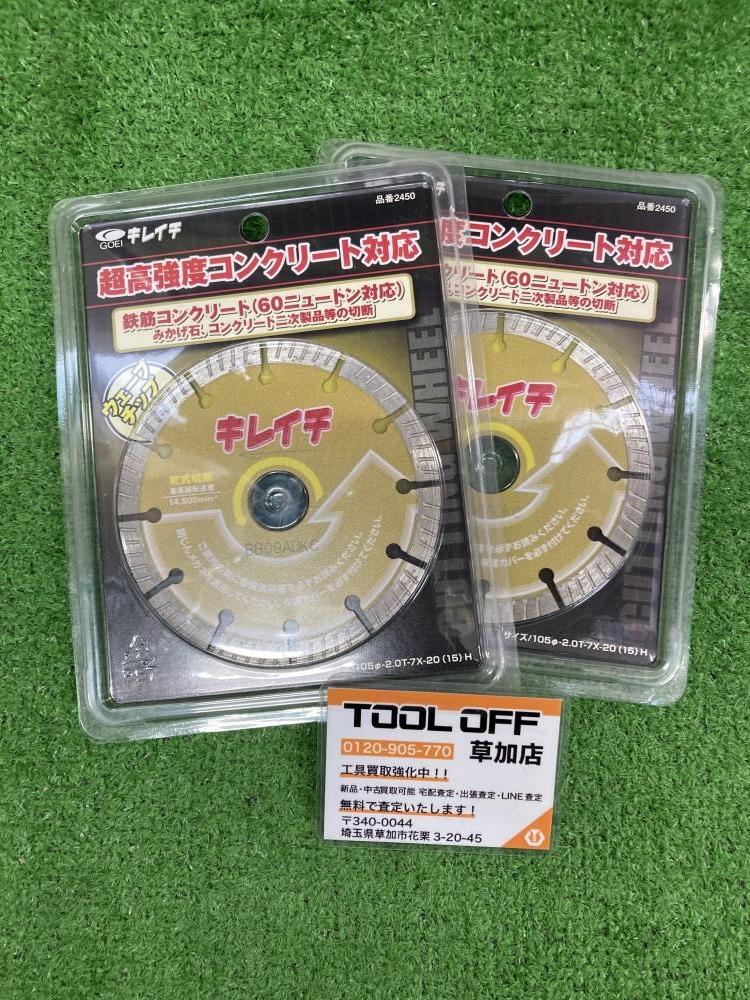 品番2450
GOEI キレイチ
超高強度コンクリート対応
鉄筋コンクリート(60ニュートン対応)
みかげ石、コンクリート二次製品等の切断
ウェーブ
チップ
キレイチ
乾式切断
最高回転速度
14,500min⁻¹
BB09ADKC
105φ-2.0T-7X-20(15)H
PET
品番2450
チ
度コンクリート対応
クリート(60ニュートン対応)
コンクリート二次製品等の切断
キレイチ
サイズ/105φ-2.0T-7X-20(15)H
TOOL OFF
0120-905-770 草加店
工具買取強化中!!
新品・中古買取可能 宅配査定・出張査定・LINE査定
無料で査定いたします!
〒340-0044
埼玉県草加市花栗3-20-45